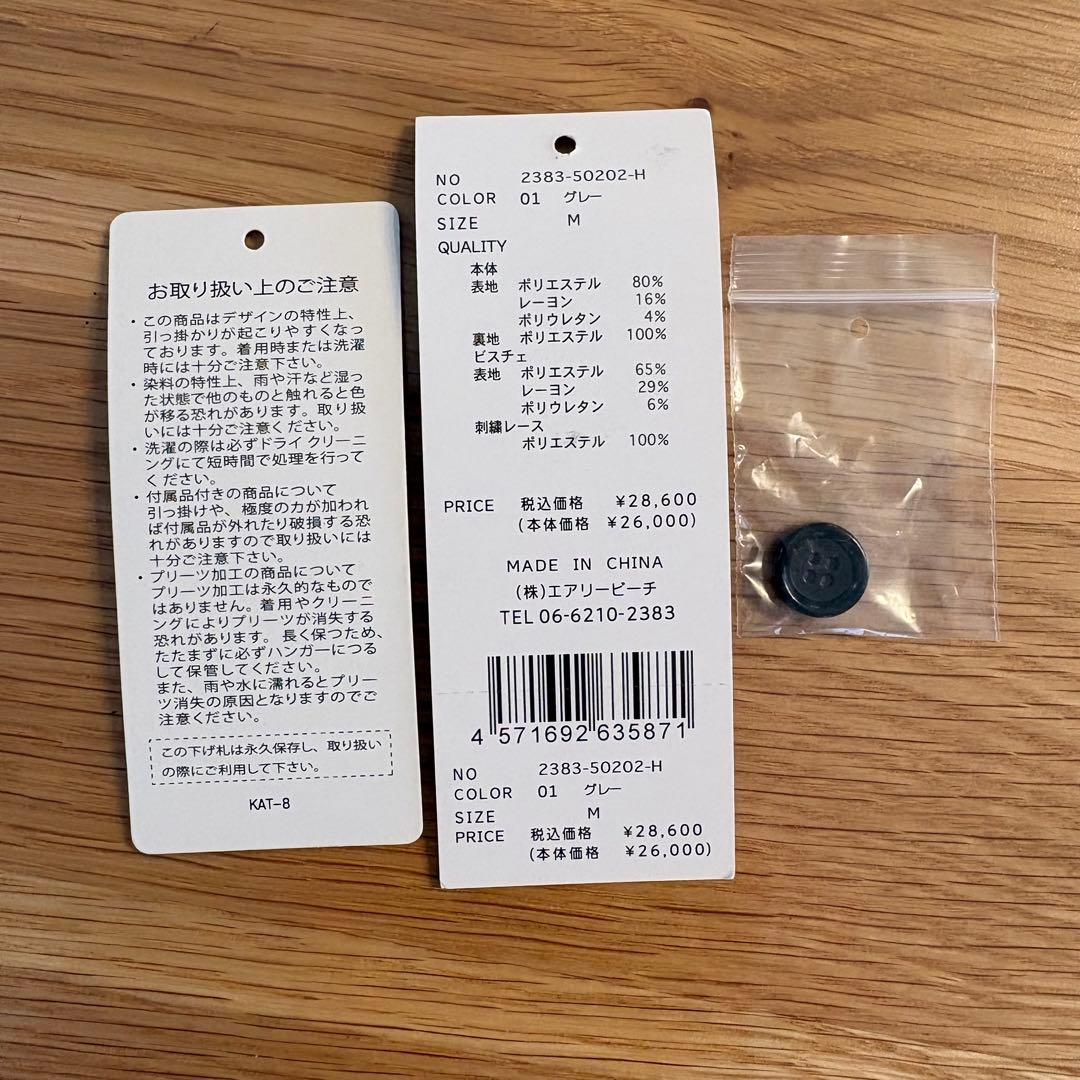 お取り扱い上のご注意
・この商品はデザインの特性上、
引っ掛かりが起こりやすくなっ
ております。着用時または洗濯
時には十分ご注意下さい。
・染料の特性上、雨や汗など湿っ
た状態で他のものと触れると色
が移る恐れがあります。取り扱
いには十分ご注意ください。
・洗濯の際は必ずドライ クリーニ
ングにて短時間で処理を行って
ください。
・付属品付きの商品について
引っ掛けや、極度の力が加われ
ば付属品が外れたり破損する恐
れがありますので取り扱いには
十分ご注意下さい。
・プリーツ加工の商品について
プリーツ加工は永久的なもので
はありません。着用やクリーニ
ングによりプリーツが消失する
恐れがあります。長く保つため、
たたまずに必ずハンガーにつる
して保管してください。
また、雨や水に濡れるとプリー
ツ消失の原因となりますのでご
注意ください。
この下げ札は永久保存し、取り扱い
の際にご利用して下さい。
KAT-8
NO 2383-50202-H
COLOR 01 グレー
SIZE M
QUALITY
本体
表地 ポリエステル 80%
レーヨン 16%
ポリウレタン 4%
裏地 ポリエステル 100%
ビスチェ
表地 ポリエステル 65%
レーヨン 29%
ポリウレタン 6%
刺繍レース
ポリエステル 100%
PRICE 税込価格 ¥28,600
(本体価格 ¥26,000)
MADE IN CHINA
(株)エアリービーチ
TEL 06-6210-2383
4 571692 635871
NO 2383-50202-H
COLOR 01 グレー
SIZE M
PRICE 税込価格 ¥28,600
(本体価格 ¥26,000)